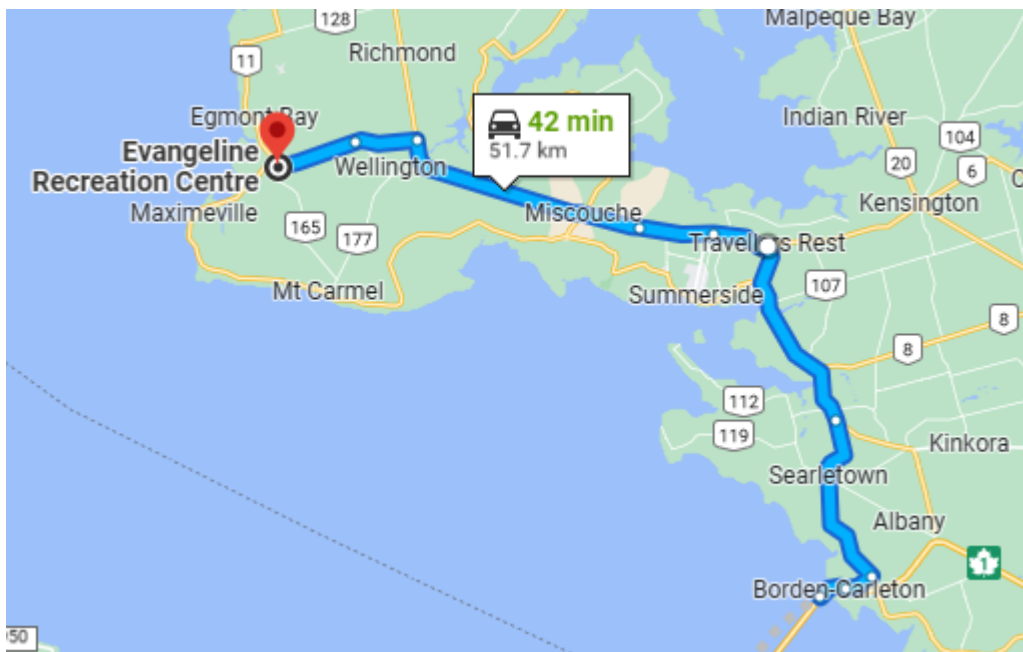 Malpeque Bay
128
Richmond
11
42 min
51.7 km
Egmont Bay
Indian River
104
Evangeline
Recreation Centre
Wellington
20
6
Maximeville
Miscouche
Kensington
165
177
Travellers Rest
Mt Carmel
Summerside
107
8
8
112
119
Kinkora
Searletown
Albany
1
Borden-Carleton